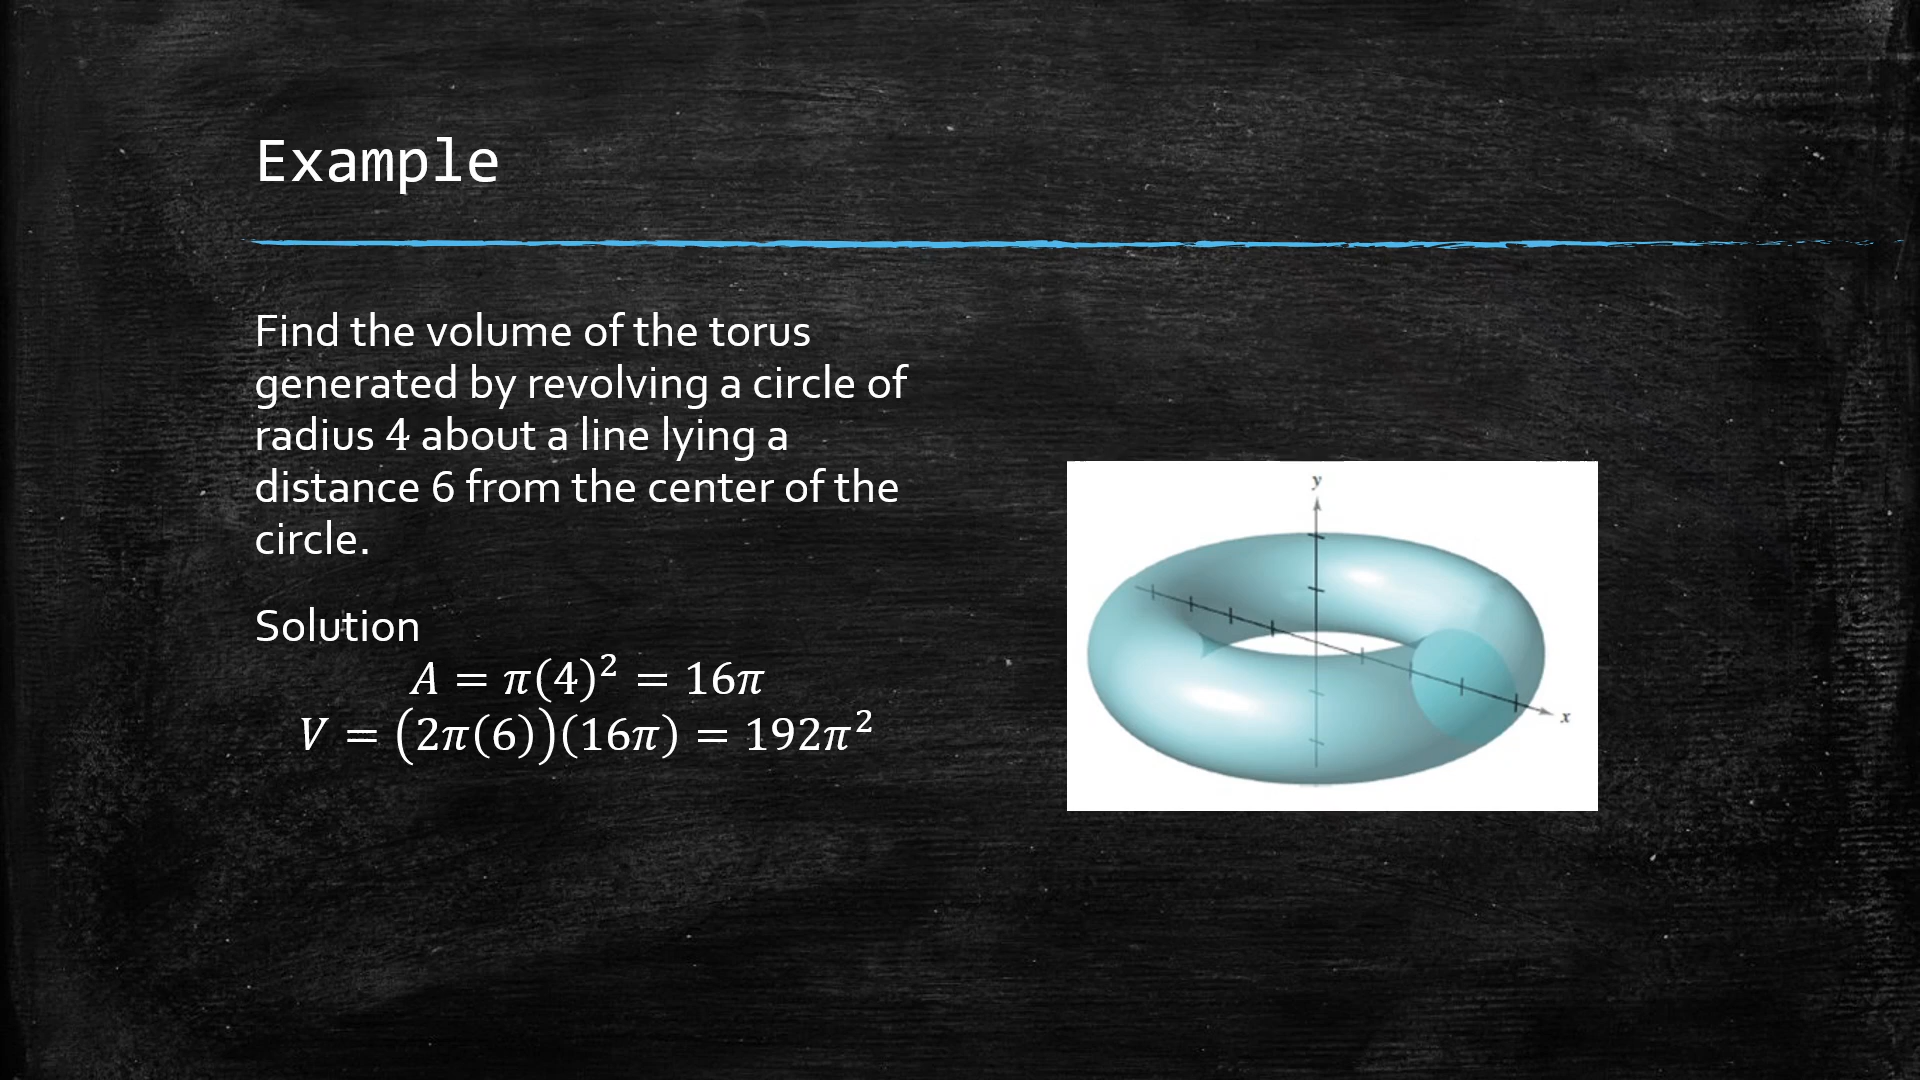 Example
Find the volume of the torus
generated by revolving a circle of
radius 4 about a line lying a
distance 6 from the center of the
circle.
Solution
A = π(4)² = 16π
V = (2π(6))(16π) = 192π²
y
x